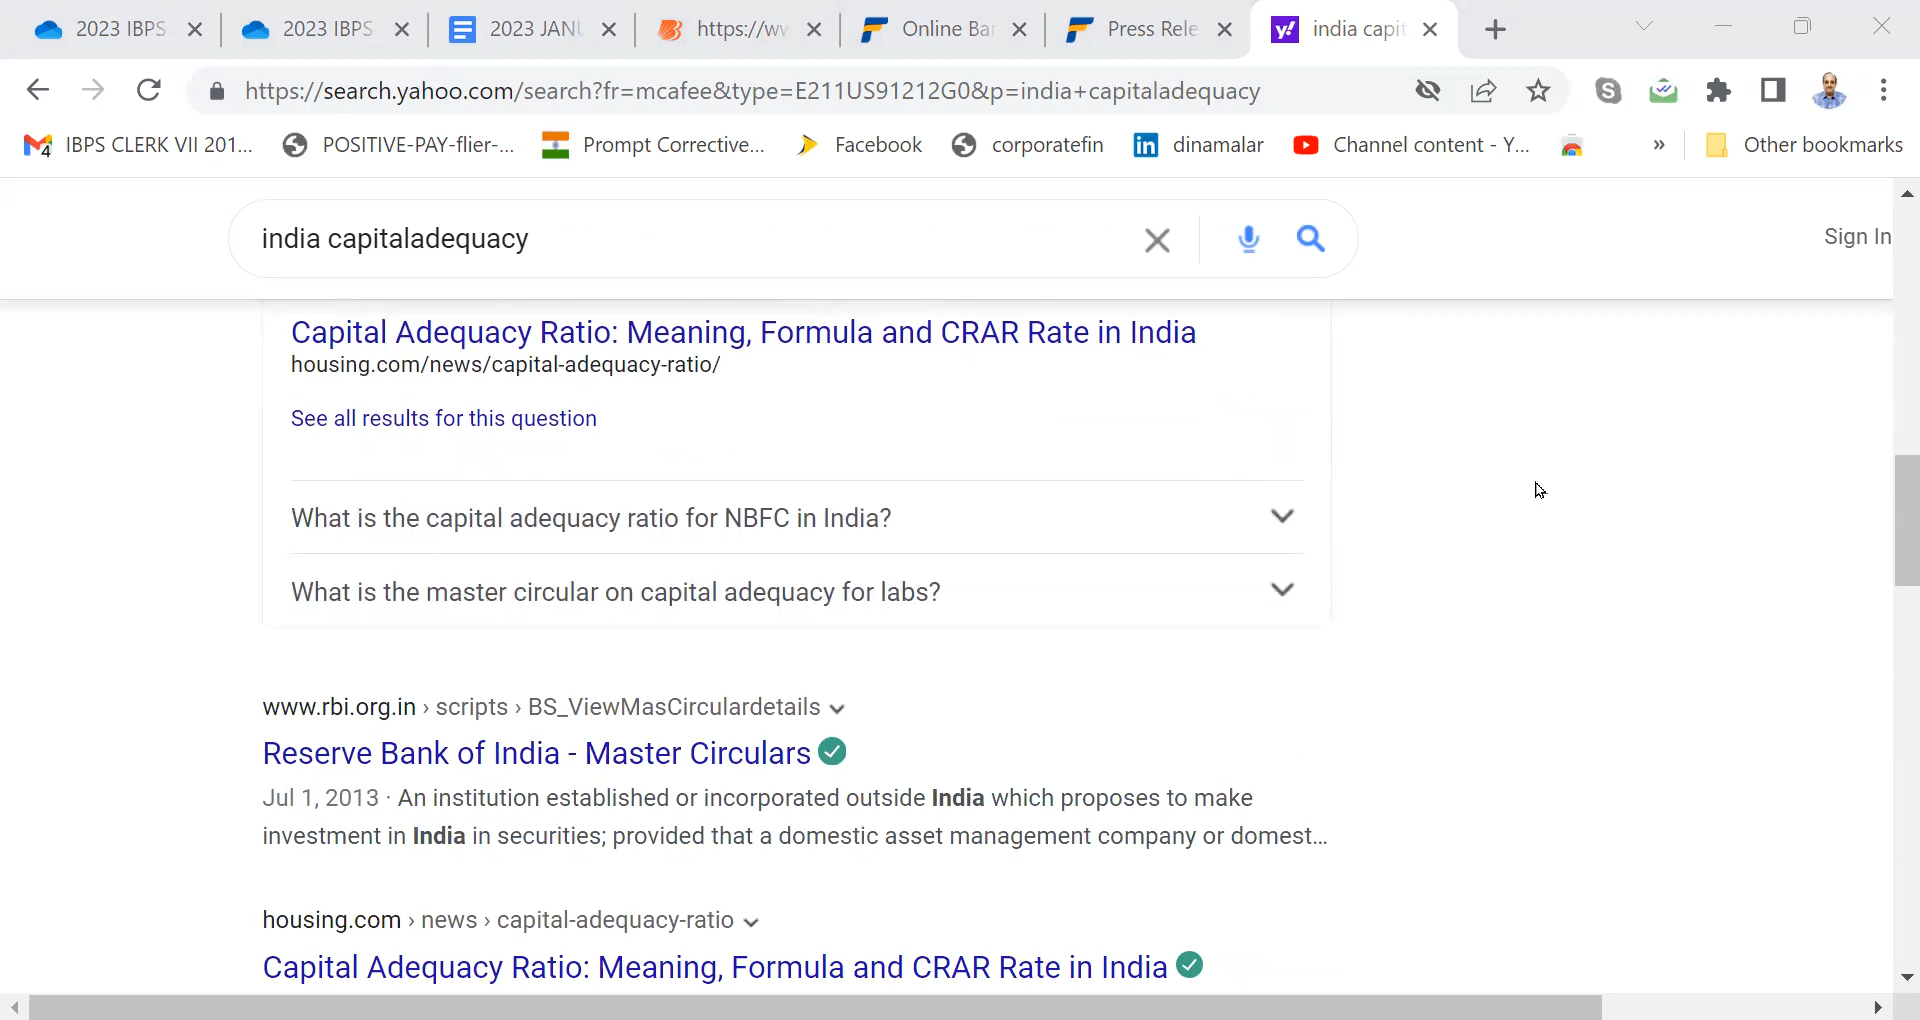 2023 IBPS
2023 IBPS
2023 JANU
https://ww
Online Ba
Press Rele
y!
india capit
https://search.yahoo.com/search?fr=mcafee&type=E211US91212G0&p=india+capitaladequacy
4
IBPS CLERK VII 201...
POSITIVE-PAY-flier-...
Prompt Corrective...
Facebook
corporatefin
in
dinamalar
Channel content - Y...
»
Other bookmarks
india capitaladequacy
Sign In
Capital Adequacy Ratio: Meaning, Formula and CRAR Rate in India
housing.com/news/capital-adequacy-ratio/
See all results for this question
What is the capital adequacy ratio for NBFC in India?
What is the master circular on capital adequacy for labs?
www.rbi.org.in › scripts › BS_ViewMasCirculardetails
Reserve Bank of India - Master Circulars
Jul 1, 2013 · An institution established or incorporated outside India which proposes to make
investment in India in securities; provided that a domestic asset management company or domest...
housing.com › news › capital-adequacy-ratio
Capital Adequacy Ratio: Meaning, Formula and CRAR Rate in India